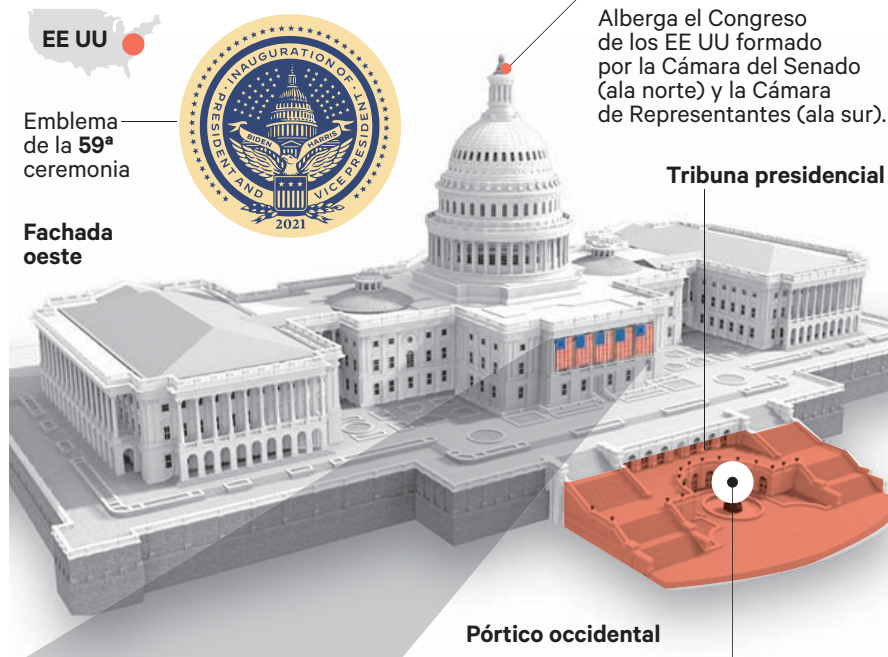 EE UU
Emblema
de la 59ª
ceremonia
INAUGURATION OF
PRESIDENT AND
VICE PRESIDENT
BIDEN
HARRIS
2021
Alberga el Congreso
de los EE UU formado
por la Cámara del Senado
(ala norte) y la Cámara
de Representantes (ala sur).
Tribuna presidencial
Fachada
oeste
Pórtico occidental